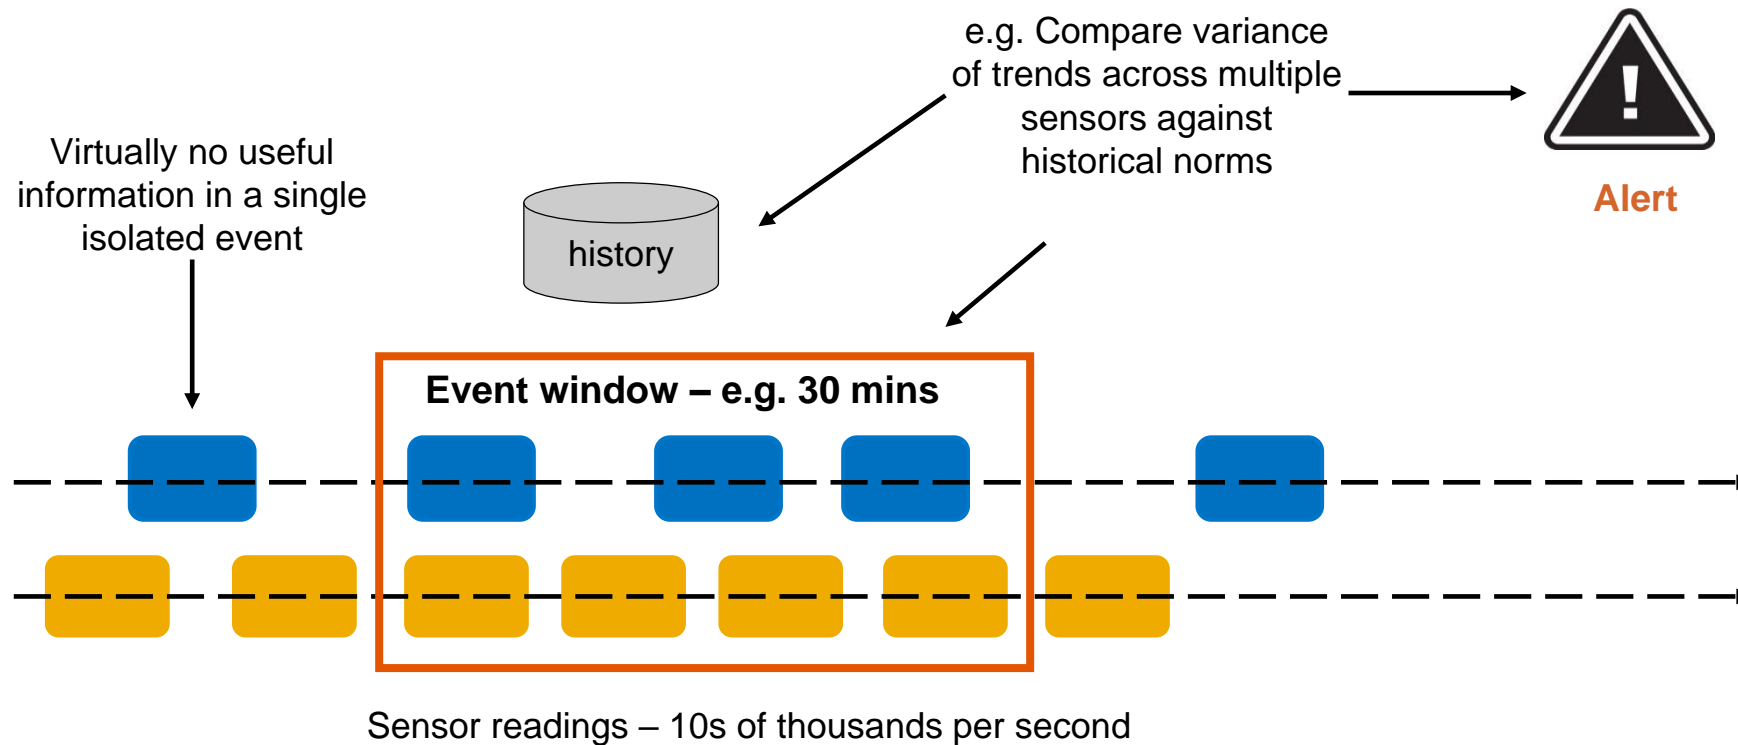 e.g. Compare variance
of trends across multiple
sensors against
historical norms
!
Alert
Virtually no useful
information in a single
isolated event
history
Event window – e.g. 30 mins
Sensor readings – 10s of thousands per second